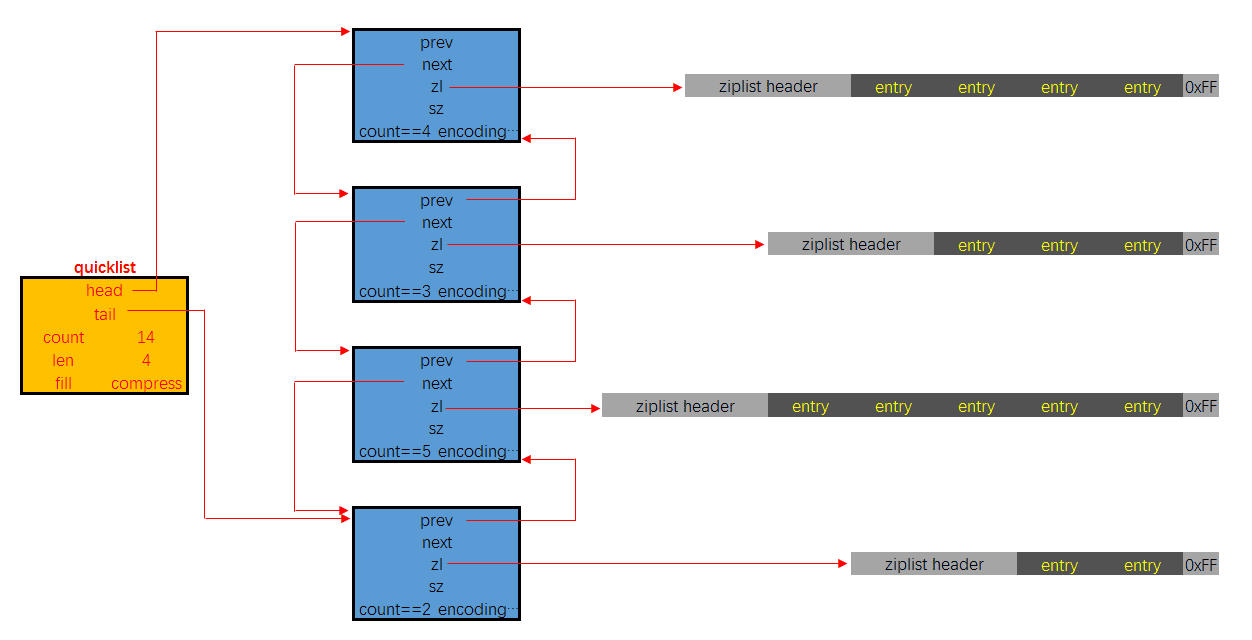 prev
next
zl
sz
count==4 encoding...
ziplist header entry entry entry entry 0xFF
prev
next
zl
sz
count==3 encoding...
ziplist header entry entry entry 0xFF
quicklist
head
tail
count 14
len 4
fill compress
prev
next
zl
sz
count==5 encoding...
ziplist header entry entry entry entry entry 0xFF
prev
next
zl
sz
count==2 encoding...
ziplist header entry entry 0xFF